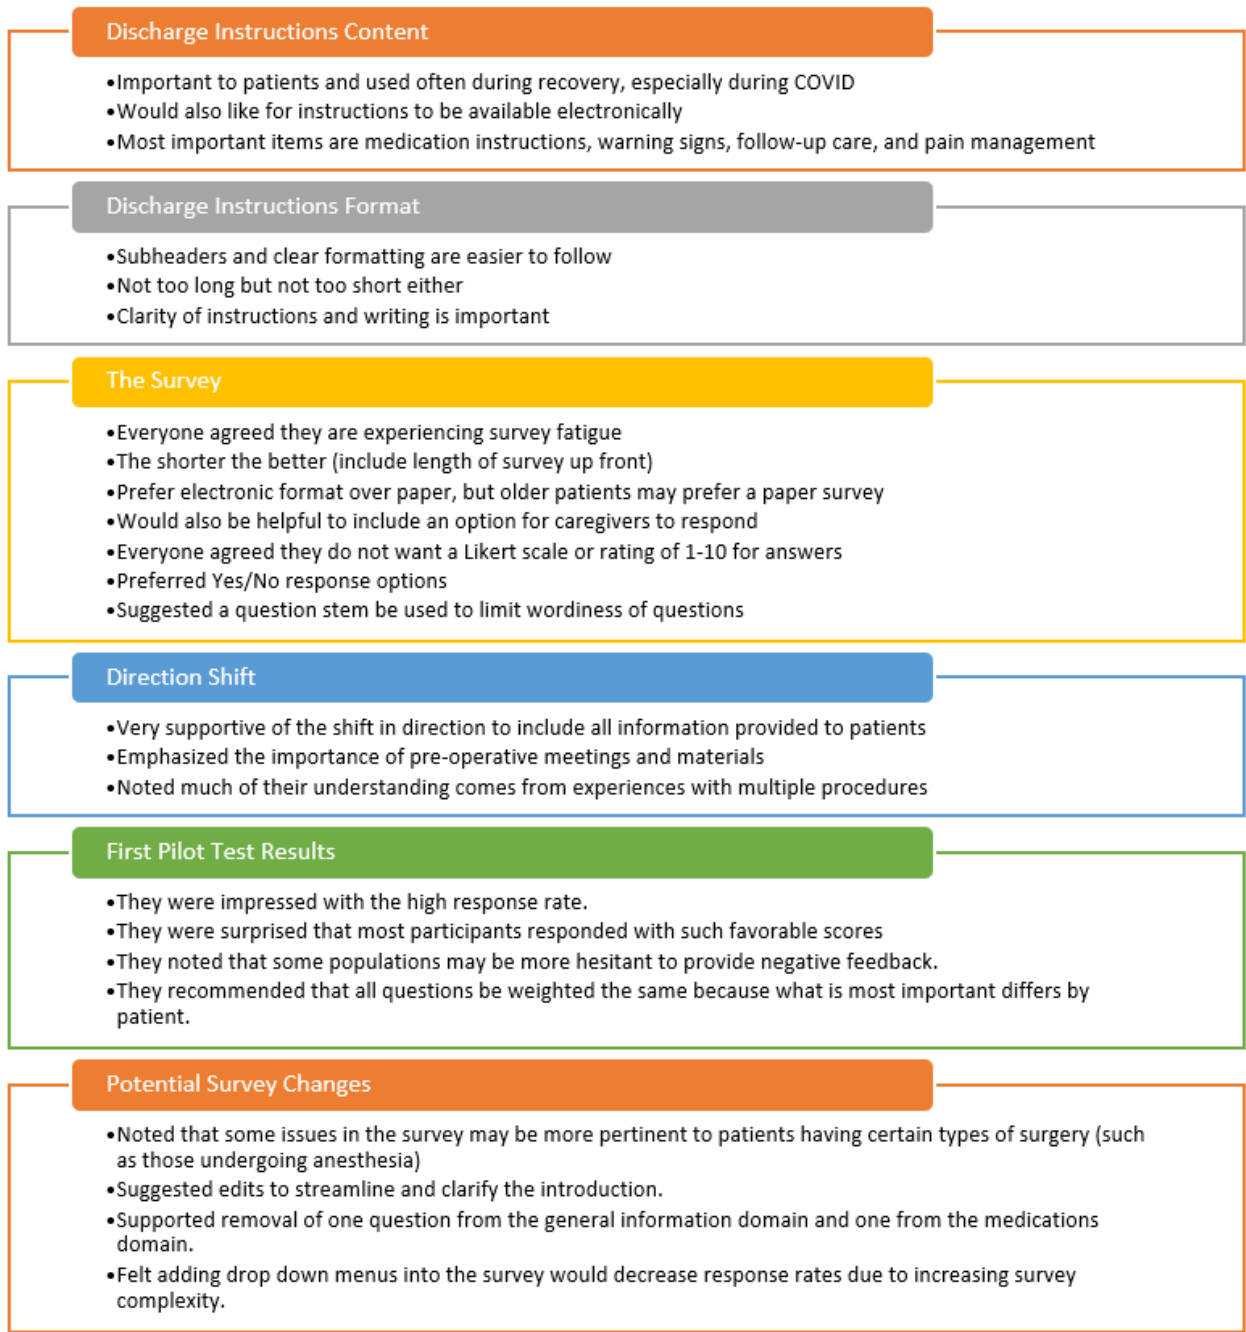 Discharge Instructions Content
•Important to patients and used often during recovery, especially during COVID
•Would also like for instructions to be available electronically
•Most important items are medication instructions, warning signs, follow-up care, and pain management
Discharge Instructions Format
•Subheaders and clear formatting are easier to follow
•Not too long but not too short either
•Clarity of instructions and writing is important
The Survey
•Everyone agreed they are experiencing survey fatigue
•The shorter the better (include length of survey up front)
•Prefer electronic format over paper, but older patients may prefer a paper survey
•Would also be helpful to include an option for caregivers to respond
•Everyone agreed they do not want a Likert scale or rating of 1-10 for answers
•Preferred Yes/No response options
•Suggested a question stem be used to limit wordiness of questions
Direction Shift
•Very supportive of the shift in direction to include all information provided to patients
•Emphasized the importance of pre-operative meetings and materials
•Noted much of their understanding comes from experiences with multiple procedures
First Pilot Test Results
•They were impressed with the high response rate.
•They were surprised that most participants responded with such favorable scores
•They noted that some populations may be more hesitant to provide negative feedback.
•They recommended that all questions be weighted the same because what is most important differs by
patient.
Potential Survey Changes
•Noted that some issues in the survey may be more pertinent to patients having certain types of surgery (such
as those undergoing anesthesia)
•Suggested edits to streamline and clarify the introduction.
•Supported removal of one question from the general information domain and one from the medications
domain.
•Felt adding drop down menus into the survey would decrease response rates due to increasing survey
complexity.